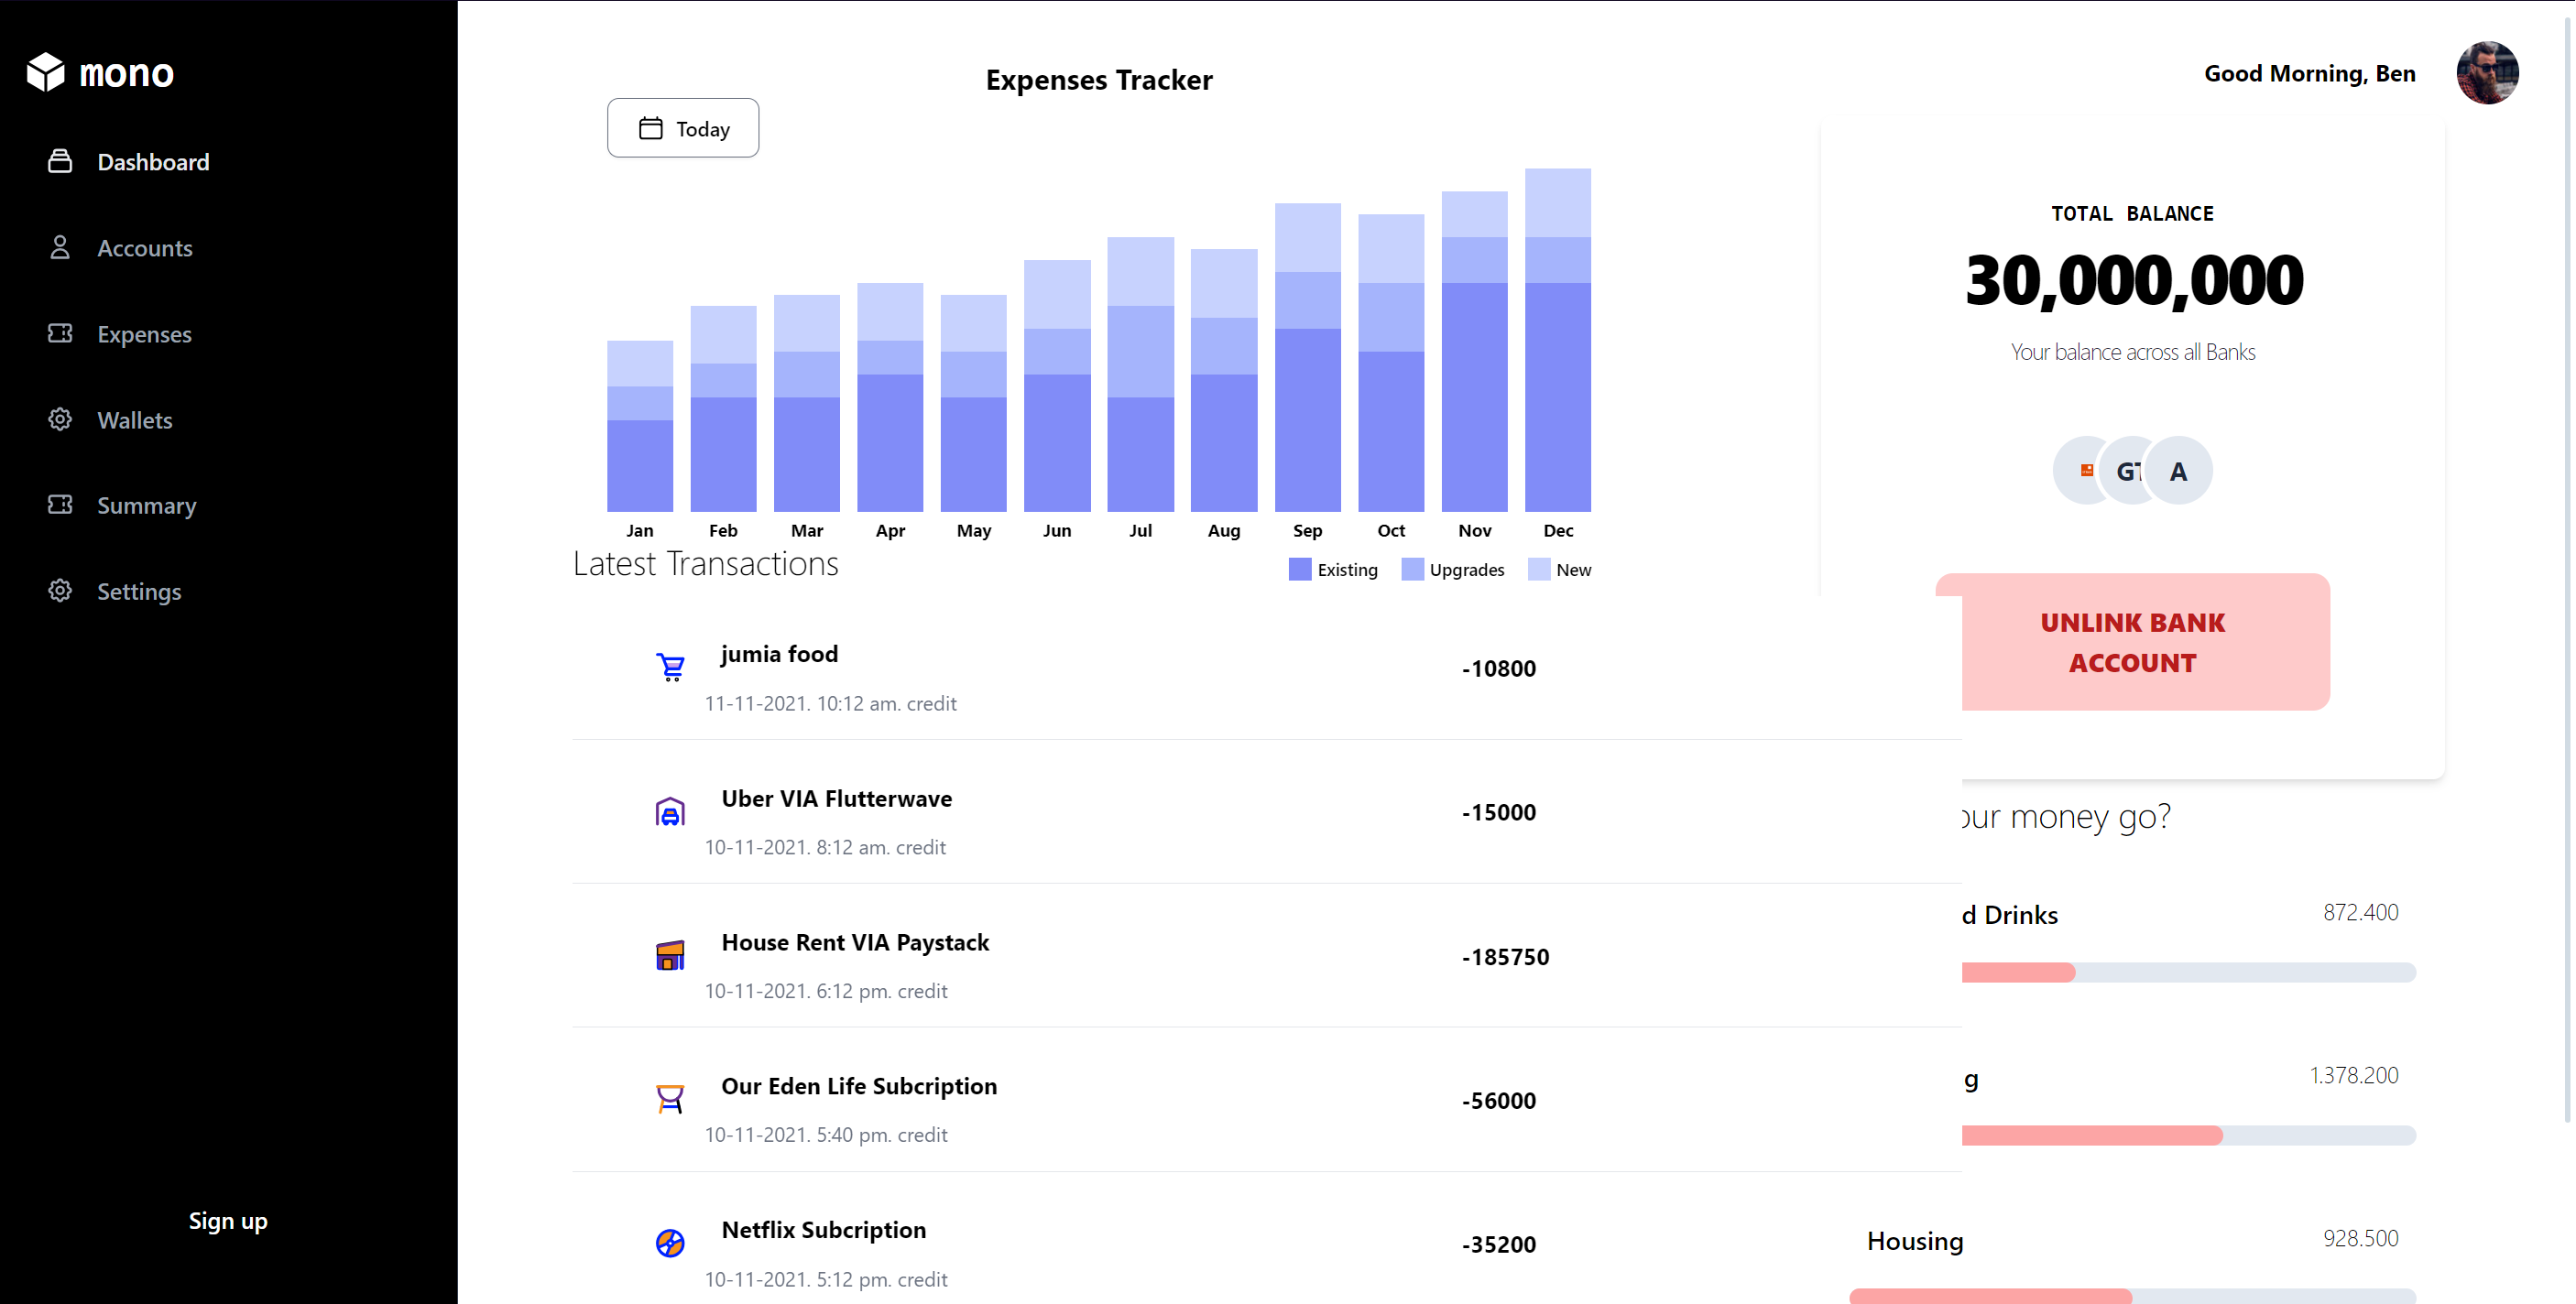 mono
Dashboard
Accounts
Expenses
Wallets
Summary
Settings
Sign up
Expenses Tracker
Today
Jan Feb Mar Apr May Jun Jul Aug Sep Oct Nov Dec
Existing Upgrades New
Latest Transactions
jumia food
11-11-2021. 10:12 am. credit
-10800
Uber VIA Flutterwave
10-11-2021. 8:12 am. credit
-15000
House Rent VIA Paystack
10-11-2021. 6:12 pm. credit
-185750
Our Eden Life Subcription
10-11-2021. 5:40 pm. credit
-56000
Netflix Subcription
10-11-2021. 5:12 pm. credit
-35200
Good Morning, Ben
TOTAL BALANCE
30,000,000
Your balance across all Banks
GT A
UNLINK BANK
ACCOUNT
our money go?
d Drinks
872.400
g
1.378.200
Housing
928.500